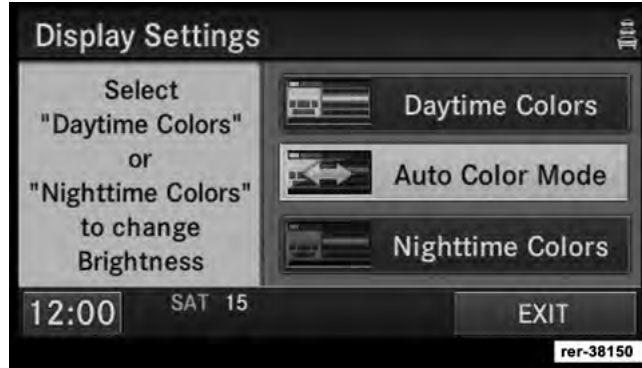 Display Settings
Select
"Daytime Colors"
or
"Nighttime Colors"
to change
Brightness
Daytime Colors
Auto Color Mode
Nighttime Colors
12:00
SAT 15
EXIT
rer-38150